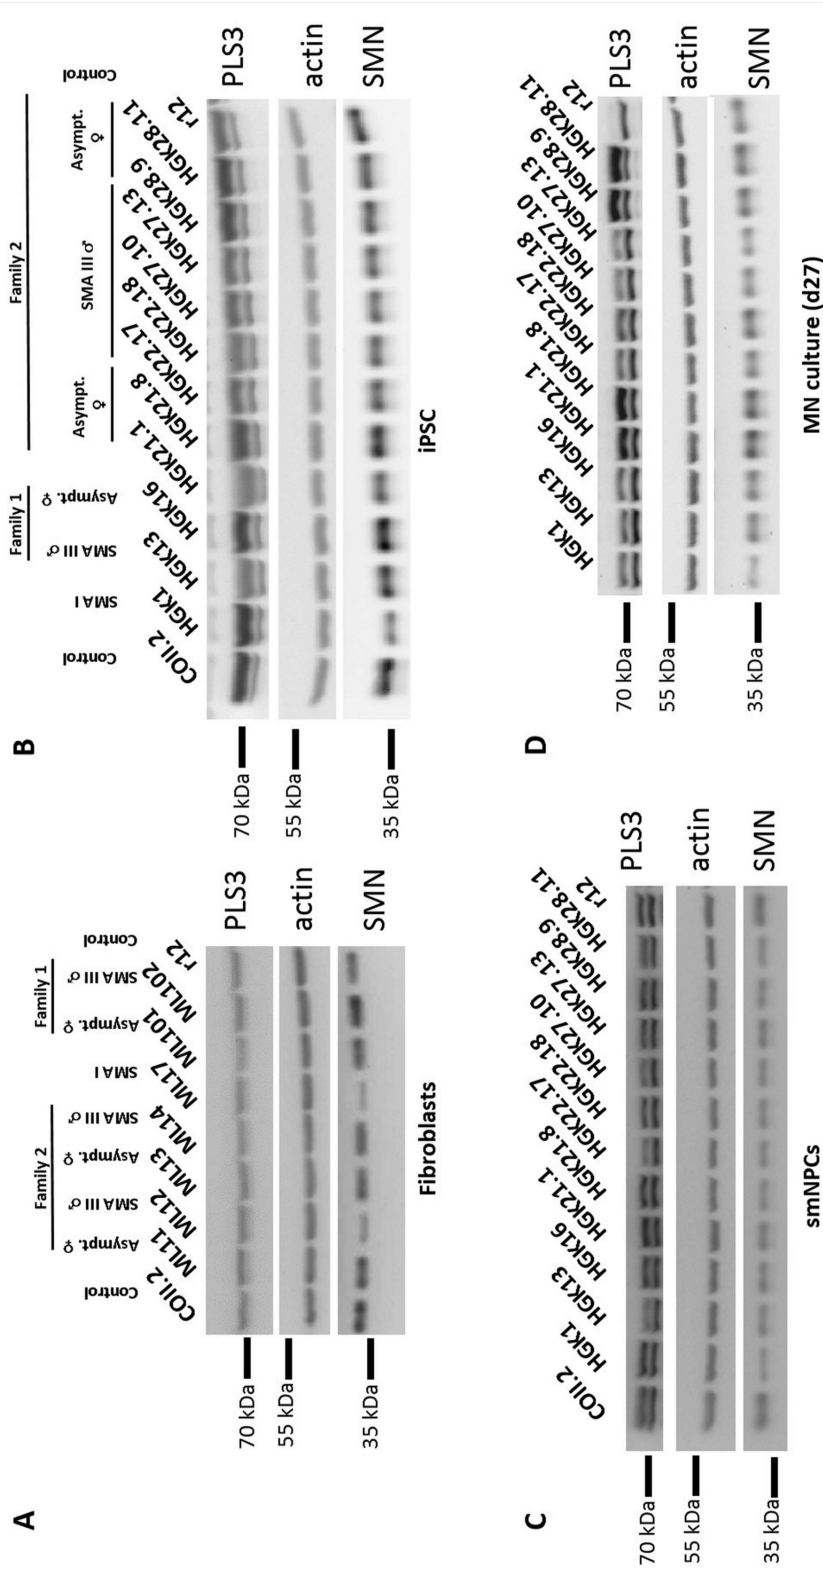 A
Family 2 Family 1
Control Asympt. ♀ SMA III ♂ Asympt. ♀ SMA III ♂ SMA I Asympt. ♀ SMA III ♂ Control
COII.2 ML11 ML12 ML13 ML14 ML17 ML101 ML102 r12
70 kDa PLS3
55 kDa actin
35 kDa SMN
Fibroblasts
B
Family 1 Family 2
Control SMA I SMA III ♂ Asympt. ♀ Asympt. ♀ SMA III ♂ Asympt. ♀ Control
COII.2 HGK1 HGK13 HGK16 HGK21.1 HGK21.8 HGK22.17 HGK22.18 HGK27.10 HGK27.13 HGK28.9 HGK28.11 r12
70 kDa PLS3
55 kDa actin
35 kDa SMN
iPSC
C
COII.2 HGK1 HGK13 HGK16 HGK21.1 HGK21.8 HGK22.17 HGK22.18 HGK27.10 HGK27.13 HGK28.9 HGK28.11 r12
70 kDa PLS3
55 kDa actin
35 kDa SMN
smNPCs
D
HGK1 HGK13 HGK16 HGK21.1 HGK21.8 HGK22.17 HGK22.18 HGK27.10 HGK27.13 HGK28.9 HGK28.11 r12
70 kDa PLS3
55 kDa actin
35 kDa SMN
MN culture (d27)